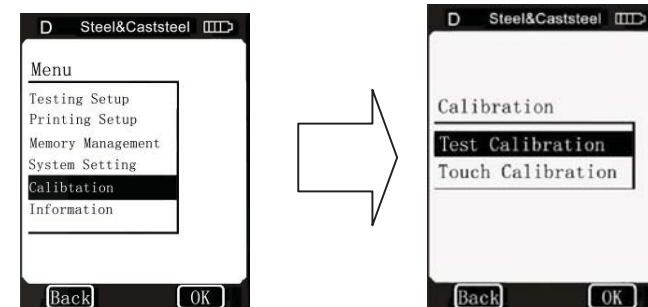 D Steel&Caststeel
Menu
Testing Setup
Printing Setup
Memory Management
System Setting
Calibtation
Information
Back OK
D Steel&Caststeel
Calibration
Test Calibration
Touch Calibration
Back OK